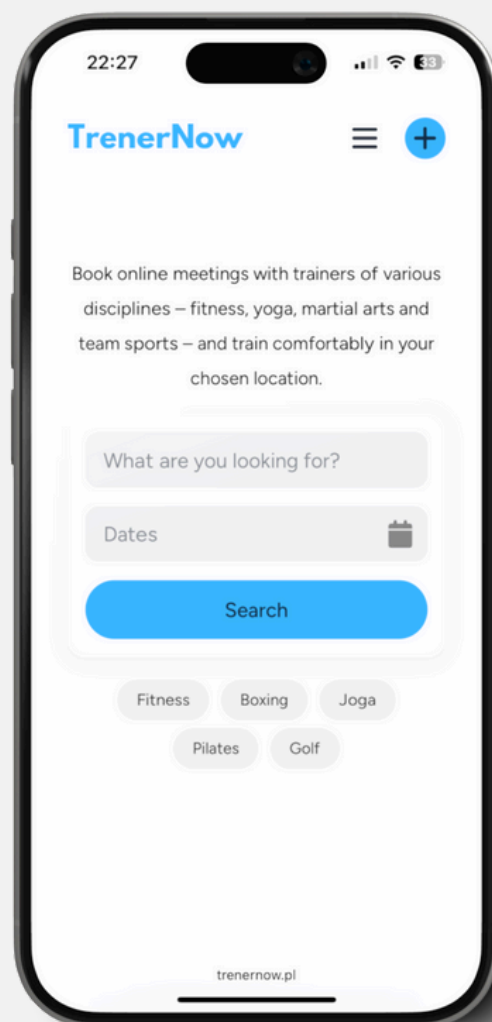 22:27
33
TrenerNow
Book online meetings with trainers of various
disciplines – fitness, yoga, martial arts and
team sports – and train comfortably in your
chosen location.
What are you looking for?
Dates
Search
Fitness Boxing Joga
Pilates Golf
trenernow.pl